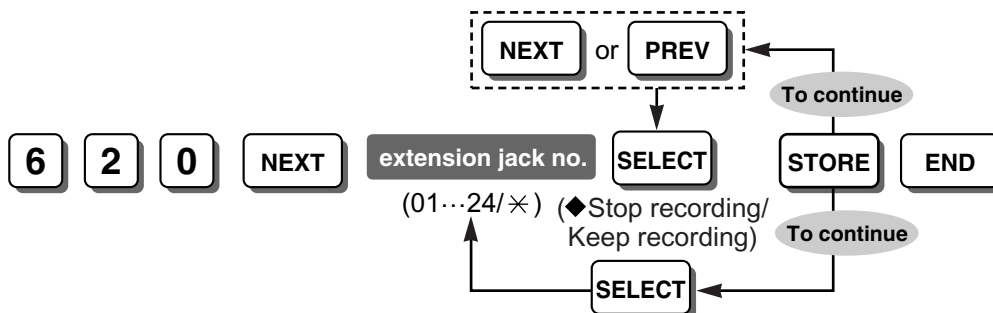 NEXT or PREV
To continue
6 2 0 NEXT extension jack no. SELECT STORE END
(01···24/✳) (◆Stop recording/
Keep recording)
To continue
SELECT